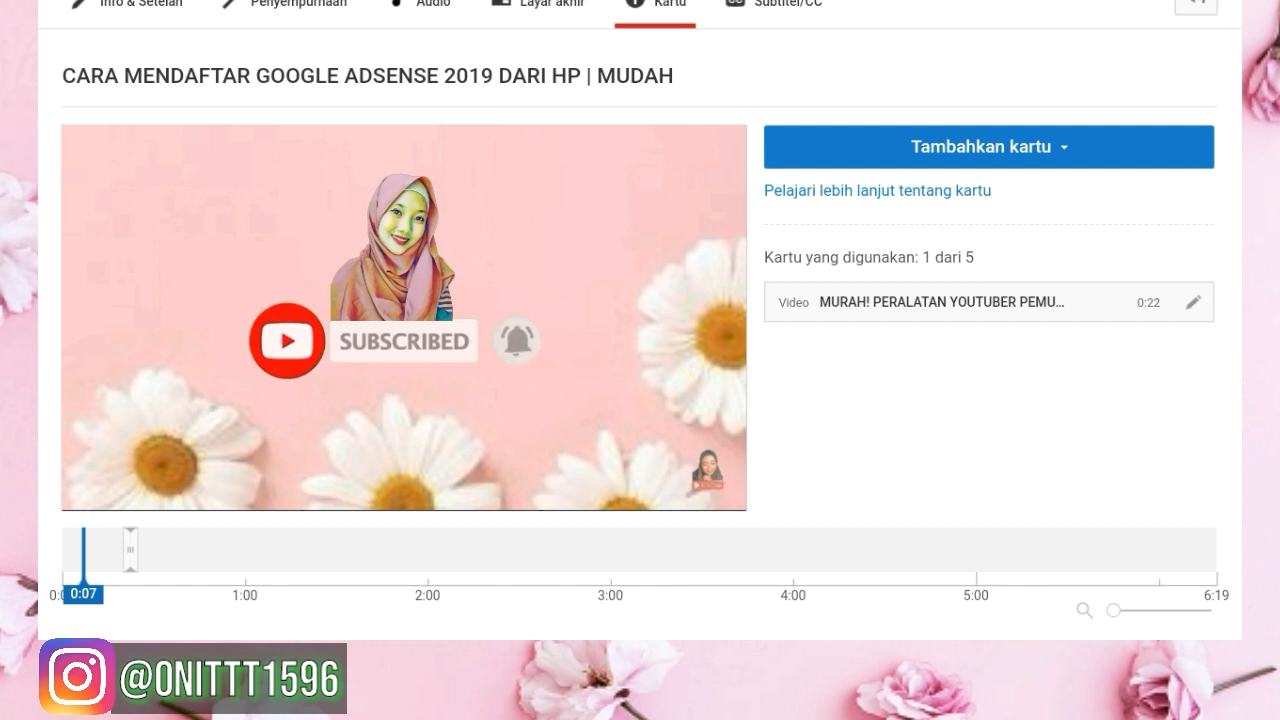 Info & Setelan Penyempurnaan Audio Layar akhir Kartu CC Subtitel/CC
CARA MENDAFTAR GOOGLE ADSENSE 2019 DARI HP | MUDAH
Tambahkan kartu
Pelajari lebih lanjut tentang kartu
Kartu yang digunakan: 1 dari 5
Video MURAH! PERALATAN YOUTUBER PEMU... 0:22
SUBSCRIBED
0:07 1:00 2:00 3:00 4:00 5:00 6:19
@ONITTT1596